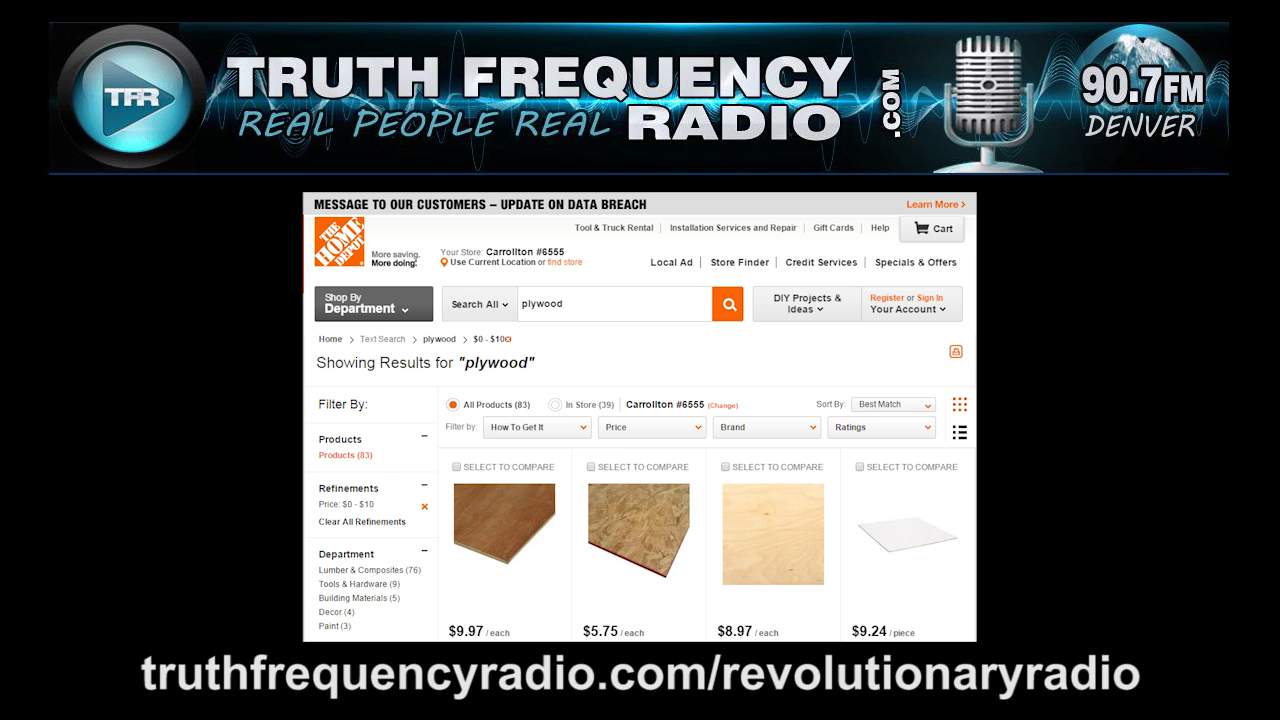 TFR
TRUTH FREQUENCY
REAL PEOPLE REAL RADIO
.COM
90.7FM
DENVER
MESSAGE TO OUR CUSTOMERS – UPDATE ON DATA BREACH
Learn More >
THE HOME DEPOT
More saving.
More doing.
Your Store: Carrollton #6555
Use Current Location or find store
Tool & Truck Rental | Installation Services and Repair | Gift Cards | Help
Cart
Local Ad | Store Finder | Credit Services | Specials & Offers
Shop By
Department
Search All
plywood
DIY Projects &
Ideas
Register or Sign In
Your Account
Home > Text Search > plywood > $0 - $10
Showing Results for "plywood"
Filter By:
Products
Products (83)
Refinements
Price: $0 - $10
Clear All Refinements
Department
Lumber & Composites (76)
Tools & Hardware (9)
Building Materials (5)
Decor (4)
Paint (3)
All Products (83) In Store (39) | Carrollton #6555 (Change)
Sort By: Best Match
Filter by: How To Get It Price Brand Ratings
SELECT TO COMPARE SELECT TO COMPARE SELECT TO COMPARE SELECT TO COMPARE
$9.97 / each $5.75 / each $8.97 / each $9.24 / piece
truthfrequencyradio.com/revolutionaryradio